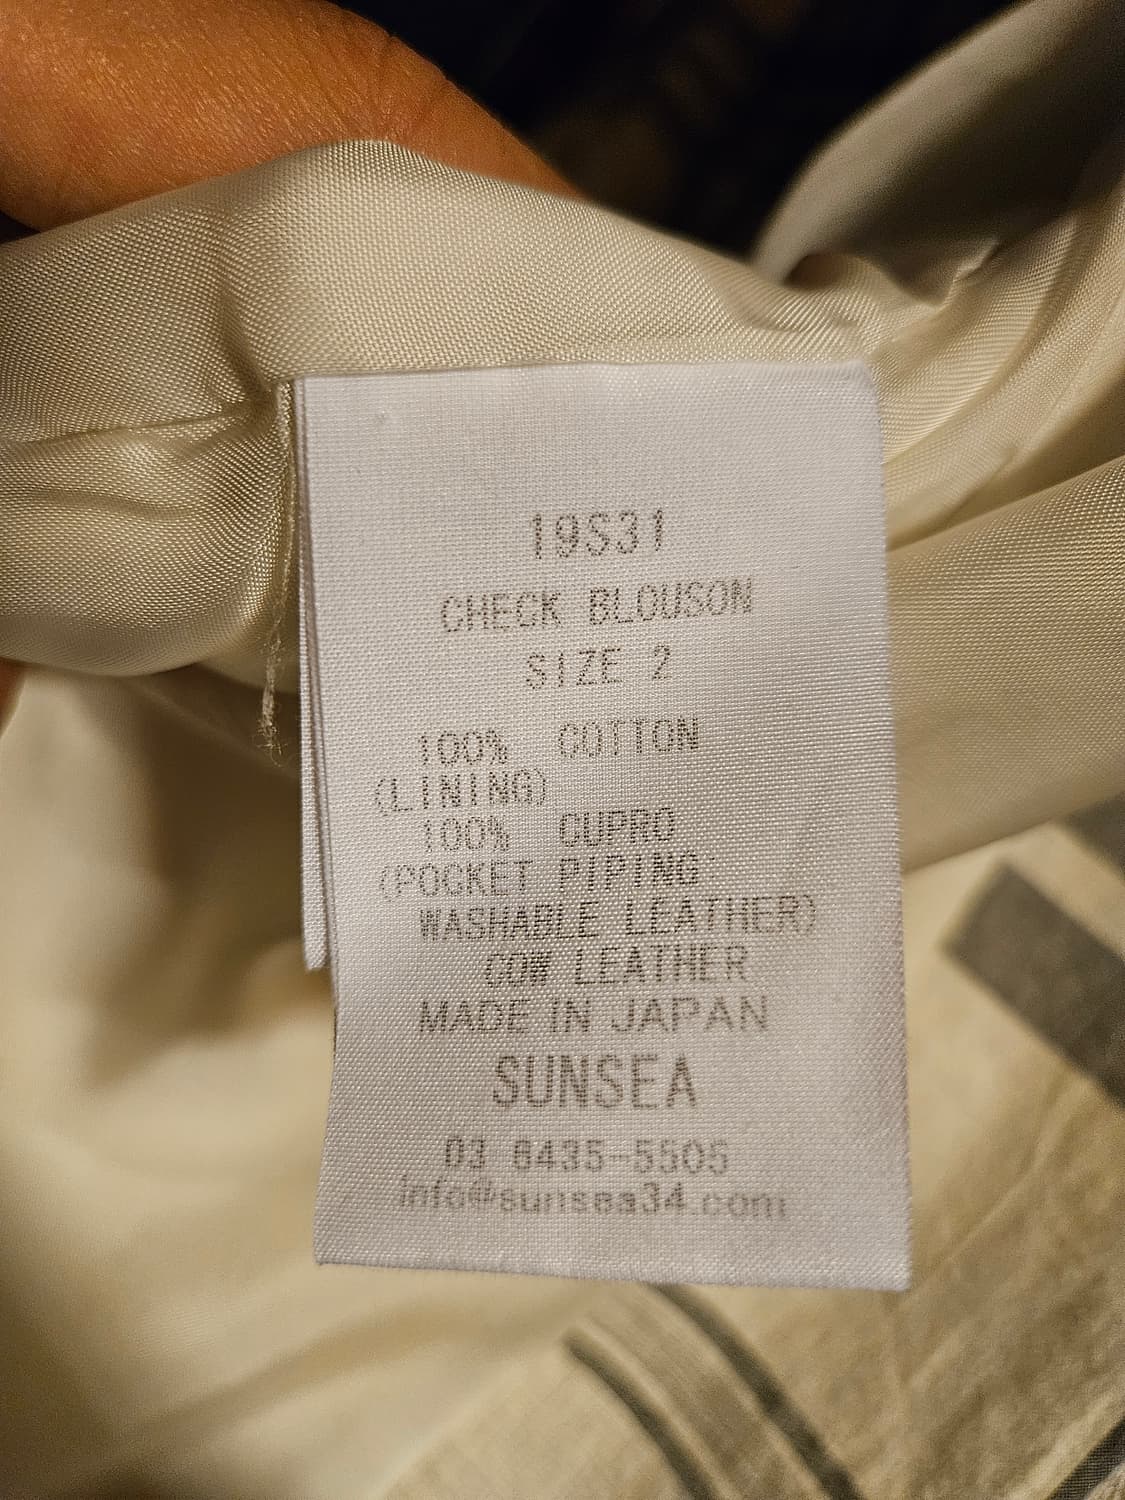 19S31
CHECK BLOUSON
SIZE 2
100% COTTON
(LINING)
100% CUPRO
(POCKET PIPING
WASHABLE LEATHER)
COW LEATHER
MADE IN JAPAN
SUNSEA
03 6435-5505
info@sunsea34.com